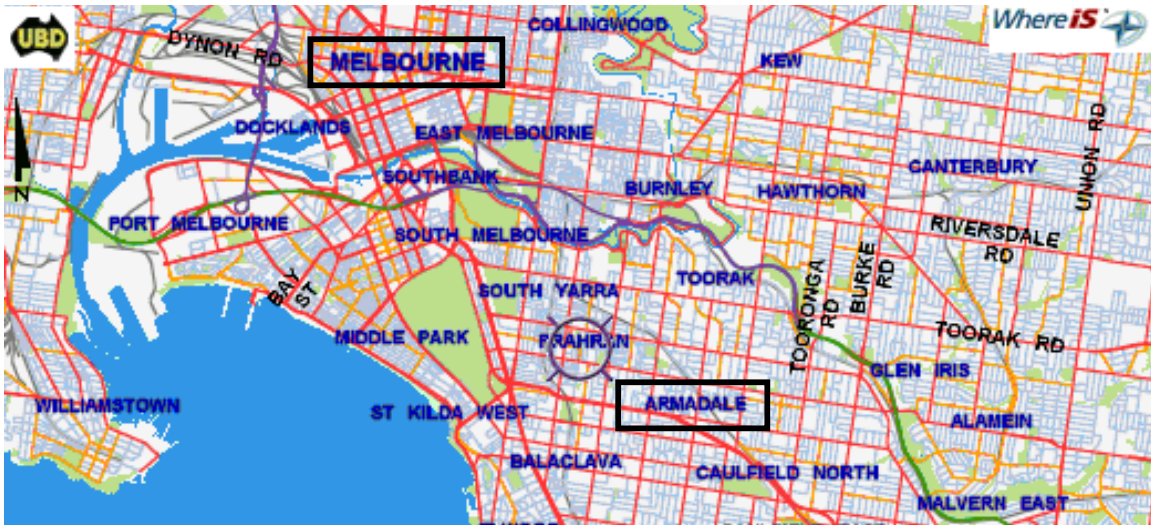 UBD
COLLINGWOOD
WhereiS
DYNON RD
MELBOURNE
KEW
DOCKLANDS
EAST MELBOURNE
UNION RD
CANTERBURY
SOUTHBANK
BURNLEY
HAWTHORN
N
PORT MELBOURNE
SOUTH MELBOURNE
RIVERSDALE
RD
BAY
ST
SOUTH YARRA
TOORAK
TOORONGA
RD
BURKE
RD
MIDDLE PARK
PRAHRAN
TOORAK RD
GLEN IRIS
WILLIAMSTOWN
ST KILDA WEST
ARMADALE
ALAMEIN
BALACLAVA
CAULFIELD NORTH
MALVERN EAST